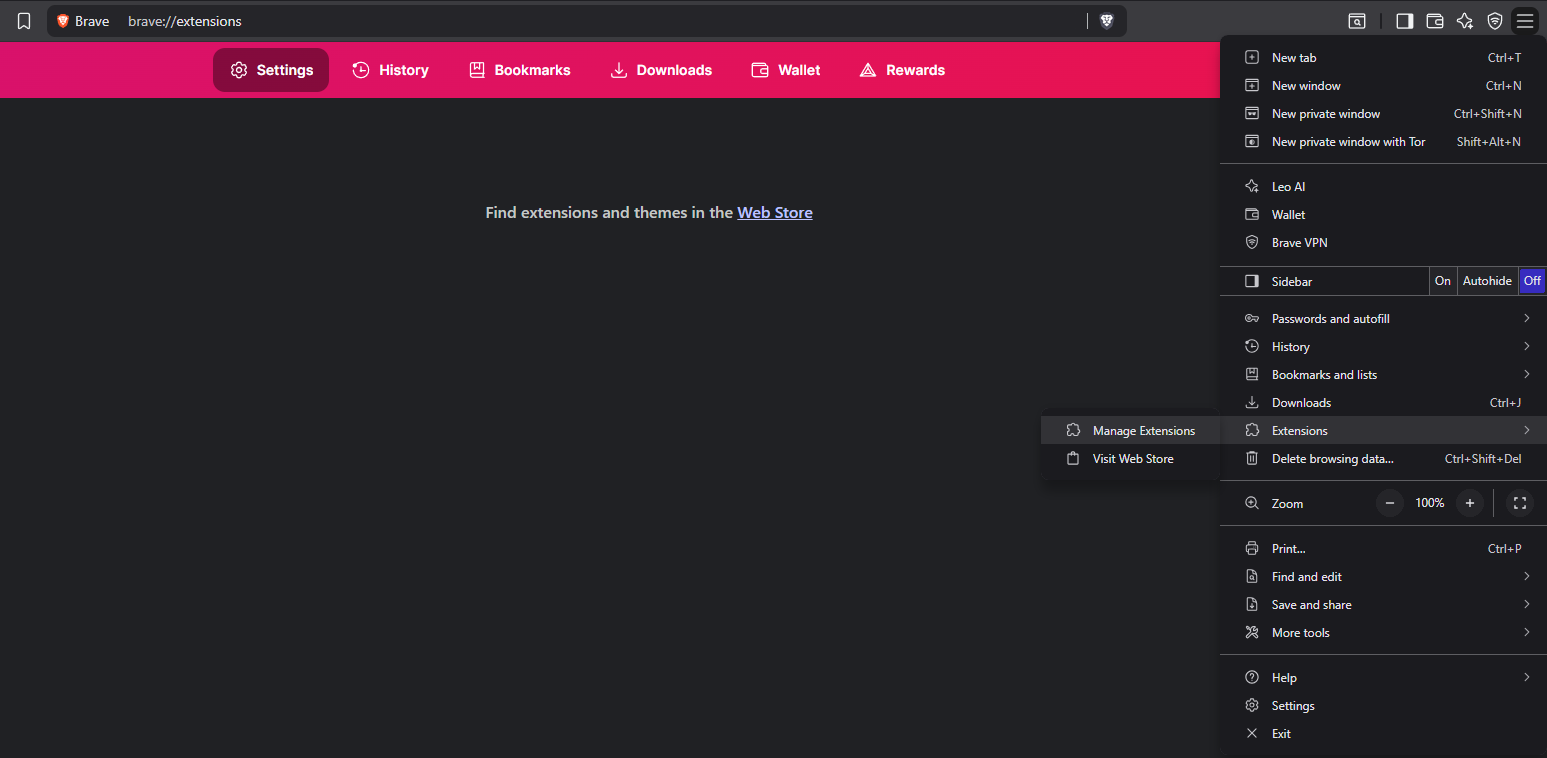 Brave brave://extensions
Settings History Bookmarks Downloads Wallet Rewards
Find extensions and themes in the Web Store
New tab Ctrl+T
New window Ctrl+N
New private window Ctrl+Shift+N
New private window with Tor Shift+Alt+N
Leo AI
Wallet
Brave VPN
Sidebar On Autohide Off
Passwords and autofill
History
Bookmarks and lists
Downloads Ctrl+J
Extensions
Manage Extensions
Visit Web Store
Delete browsing data... Ctrl+Shift+Del
Zoom − 100% +
Print... Ctrl+P
Find and edit
Save and share
More tools
Help
Settings
Exit